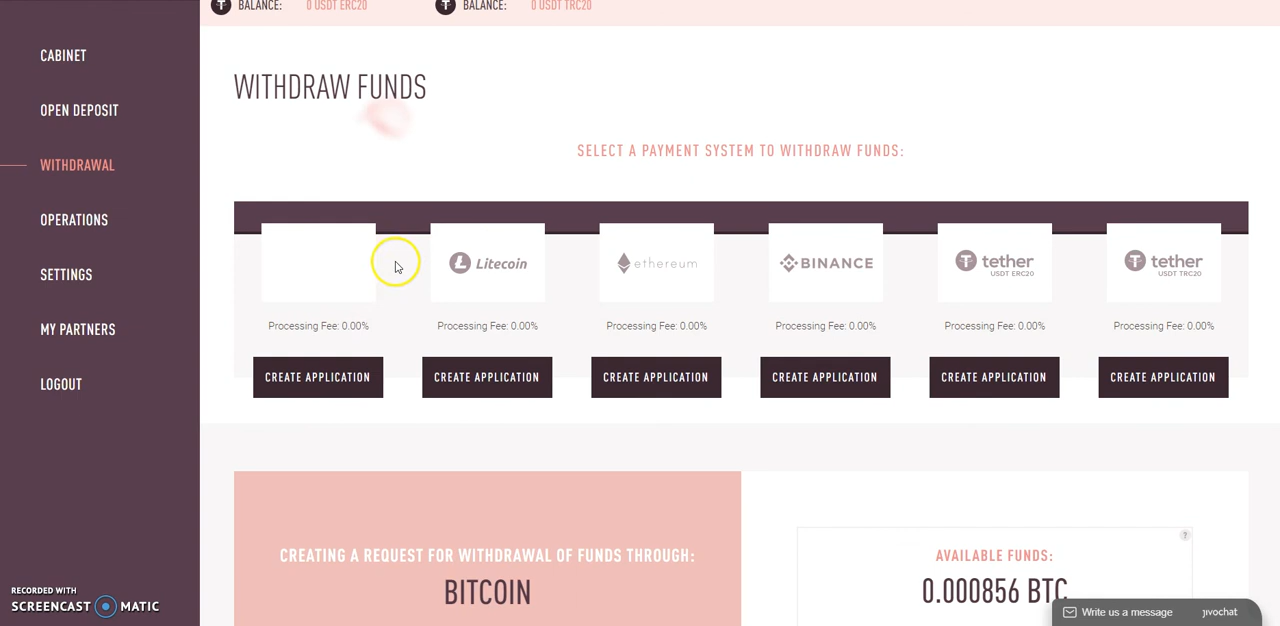 BALANCE: 0 USDT ERC20 BALANCE: 0 USDT TRC20
CABINET
OPEN DEPOSIT
WITHDRAWAL
OPERATIONS
SETTINGS
MY PARTNERS
LOGOUT
RECORDED WITH
SCREENCAST MATIC
WITHDRAW FUNDS
SELECT A PAYMENT SYSTEM TO WITHDRAW FUNDS:
Litecoin ethereum BINANCE tether USDT ERC20 tether USDT TRC20
Processing Fee: 0.00% Processing Fee: 0.00% Processing Fee: 0.00% Processing Fee: 0.00% Processing Fee: 0.00% Processing Fee: 0.00%
CREATE APPLICATION CREATE APPLICATION CREATE APPLICATION CREATE APPLICATION CREATE APPLICATION CREATE APPLICATION
CREATING A REQUEST FOR WITHDRAWAL OF FUNDS THROUGH:
BITCOIN
?
AVAILABLE FUNDS:
0.000856 BTC
Write us a message jivochat